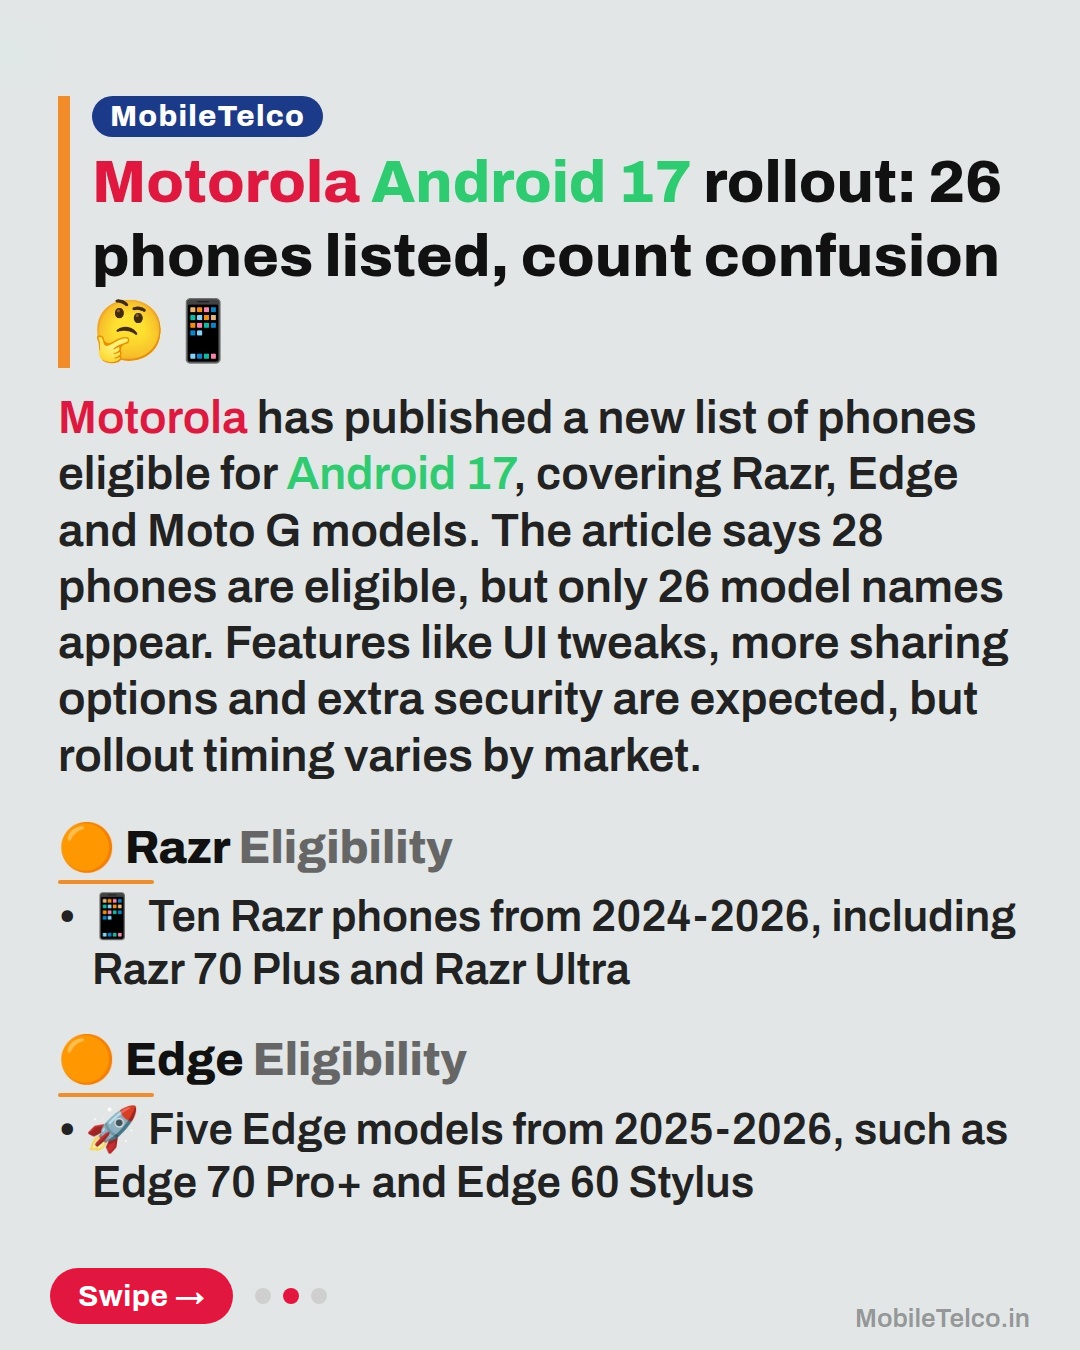 MobileTelco
Motorola Android 17 rollout: 26
phones listed, count confusion
🤔📱
Motorola has published a new list of phones
eligible for Android 17, covering Razr, Edge
and Moto G models. The article says 28
phones are eligible, but only 26 model names
appear. Features like UI tweaks, more sharing
options and extra security are expected, but
rollout timing varies by market.
🟠 Razr Eligibility
• 📱 Ten Razr phones from 2024-2026, including
Razr 70 Plus and Razr Ultra
🟠 Edge Eligibility
• 🚀 Five Edge models from 2025-2026, such as
Edge 70 Pro+ and Edge 60 Stylus
Swipe →
MobileTelco.in